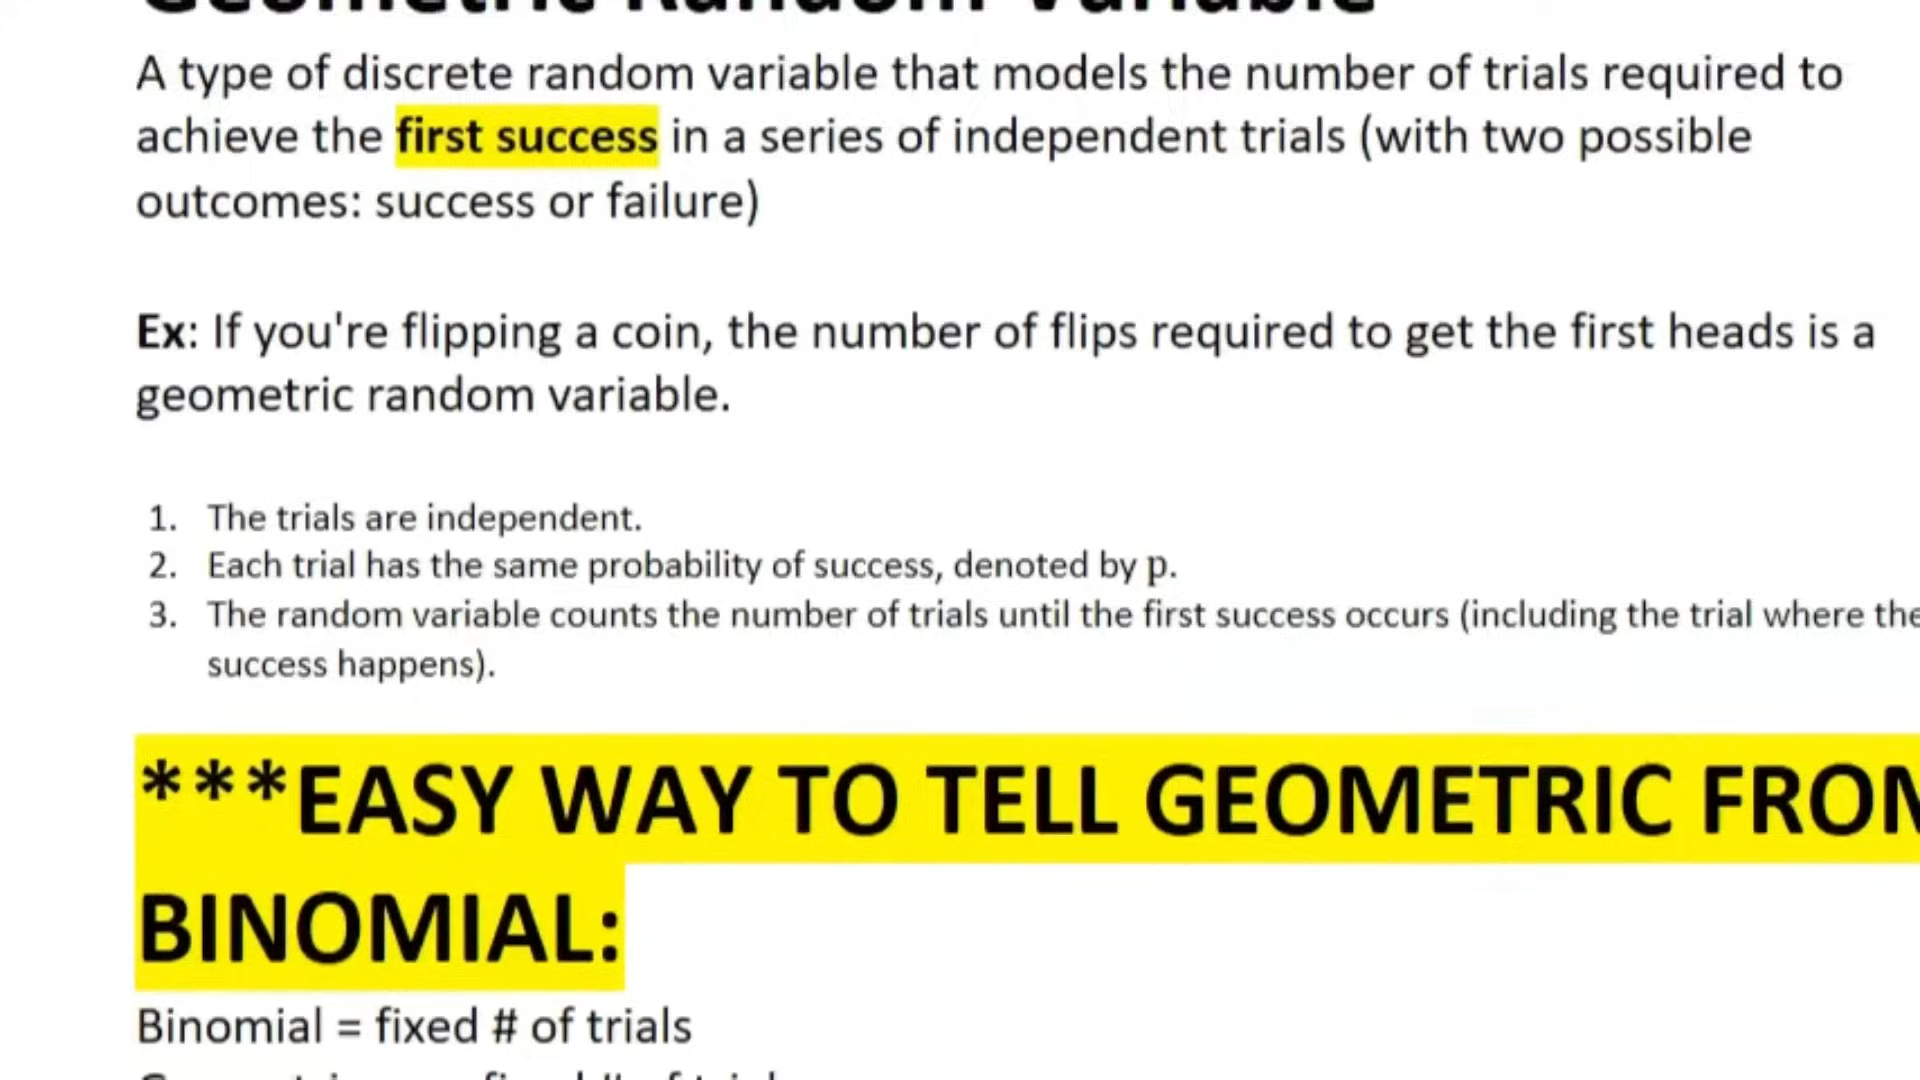 Geometric Random Variable
A type of discrete random variable that models the number of trials required to
achieve the first success in a series of independent trials (with two possible
outcomes: success or failure)
Ex: If you're flipping a coin, the number of flips required to get the first heads is a
geometric random variable.
1. The trials are independent.
2. Each trial has the same probability of success, denoted by p.
3. The random variable counts the number of trials until the first success occurs (including the trial where the
success happens).
***EASY WAY TO TELL GEOMETRIC FROM
BINOMIAL:
Binomial = fixed # of trials